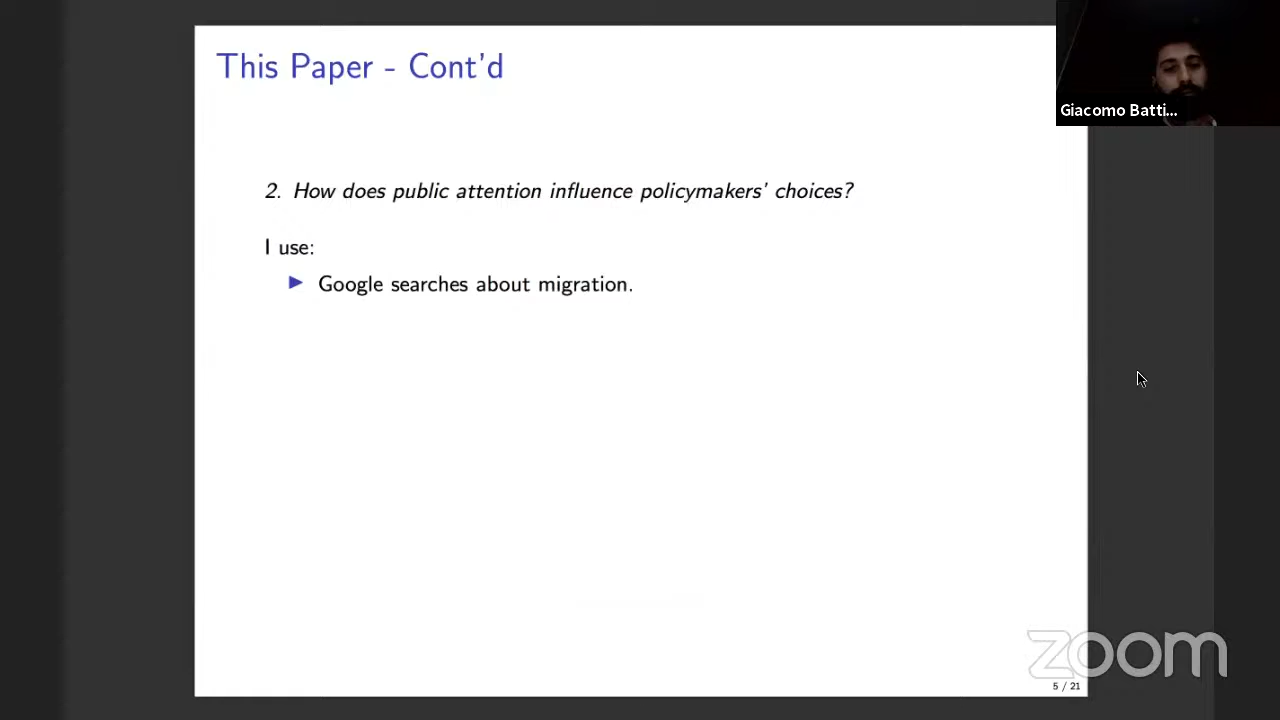 This Paper - Cont'd
Giacomo Batti...
2. How does public attention influence policymakers' choices?
I use:
Google searches about migration.
zoom
5 / 21